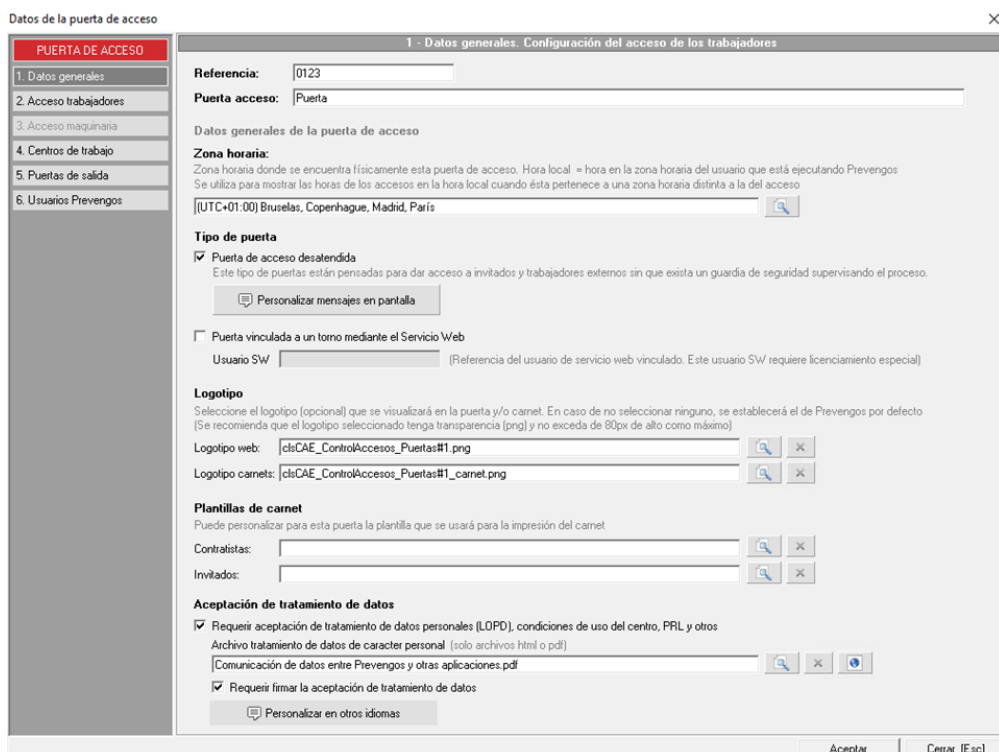 Datos de la puerta de acceso
PUERTA DE ACCESO
1. Datos generales
2. Acceso trabajadores
3. Acceso maquinaria
4. Centros de trabajo
5. Puertas de salida
6. Usuarios Prevengos
1 - Datos generales. Configuración del acceso de los trabajadores
Referencia: 0123
Puerta acceso: Puerta
Datos generales de la puerta de acceso
Zona horaria:
Zona horaria donde se encuentra físicamente esta puerta de acceso. Hora local = hora en la zona horaria del usuario que está ejecutando Prevengos
Se utiliza para mostrar las horas de los accesos en la hora local cuando ésta pertenece a una zona horaria distinta a la del acceso
(UTC+01:00) Bruselas, Copenhague, Madrid, París
Tipo de puerta
Puerta de acceso desatendida
Este tipo de puertas están pensadas para dar acceso a invitados y trabajadores externos sin que exista un guardia de seguridad supervisando el proceso.
Personalizar mensajes en pantalla
Puerta vinculada a un torno mediante el Servicio Web
Usuario SW (Referencia del usuario de servicio web vinculado. Este usuario SW requiere licenciamiento especial)
Logotipo
Seleccione el logotipo (opcional) que se visualizará en la puerta y/o carnet. En caso de no seleccionar ninguno, se establecerá el de Prevengos por defecto
(Se recomienda que el logotipo seleccionado tenga transparencia (png) y no exceda de 80px de alto como máximo)
Logotipo web: clsCAE_ControlAccesos_Puertas#1.png
Logotipo carnets: clsCAE_ControlAccesos_Puertas#1_carnet.png
Plantillas de carnet
Puede personalizar para esta puerta la plantilla que se usará para la impresión del carnet
Contratistas:
Invitados:
Aceptación de tratamiento de datos
Requerir aceptación de tratamiento de datos personales (LOPD), condiciones de uso del centro, PRL y otros
Archivo tratamiento de datos de caracter personal (solo archivos html o pdf)
Comunicación de datos entre Prevengos y otras aplicaciones.pdf
Requerir firmar la aceptación de tratamiento de datos
Personalizar en otros idiomas
Aceptar Cerrar [Esc]